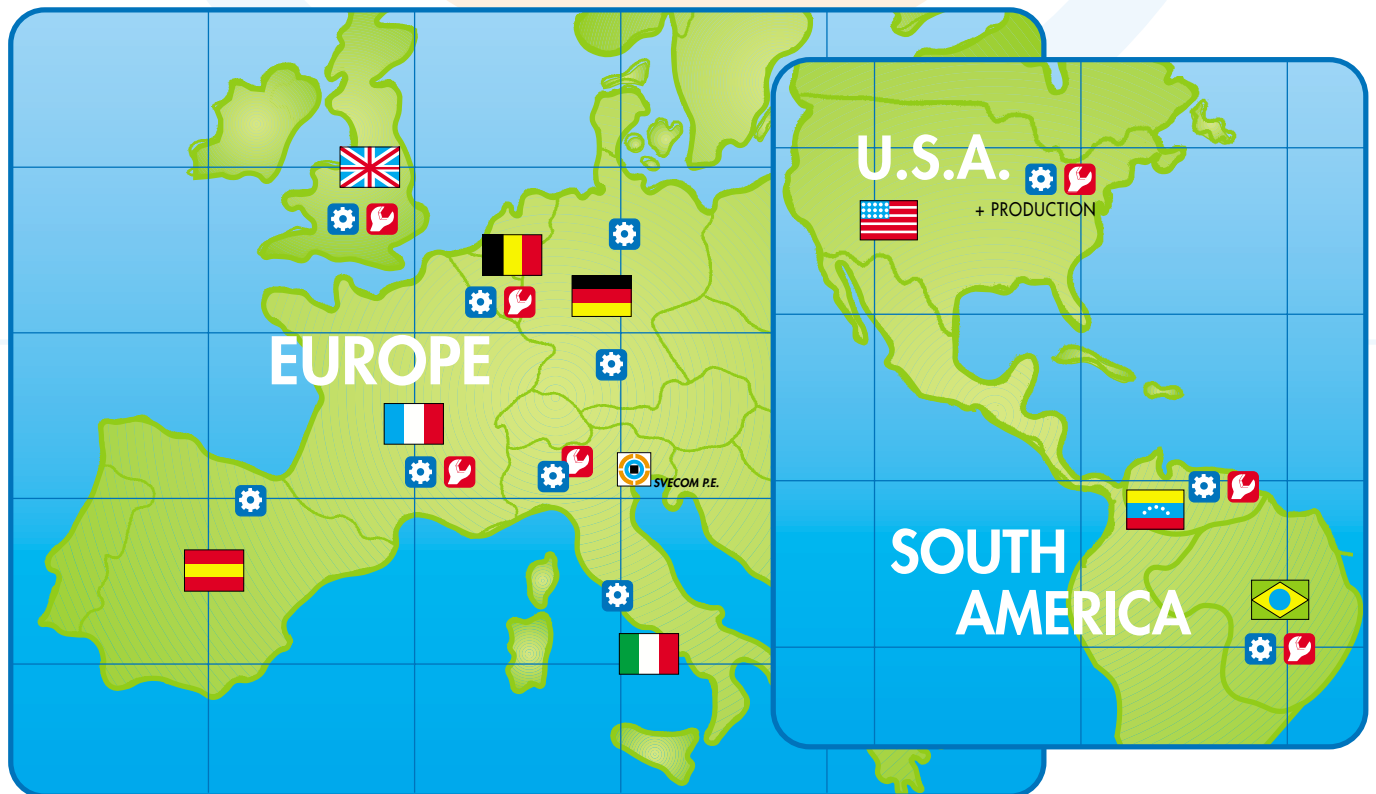 EUROPE
SVECOM P.E.
U.S.A.
+ PRODUCTION
SOUTH
AMERICA